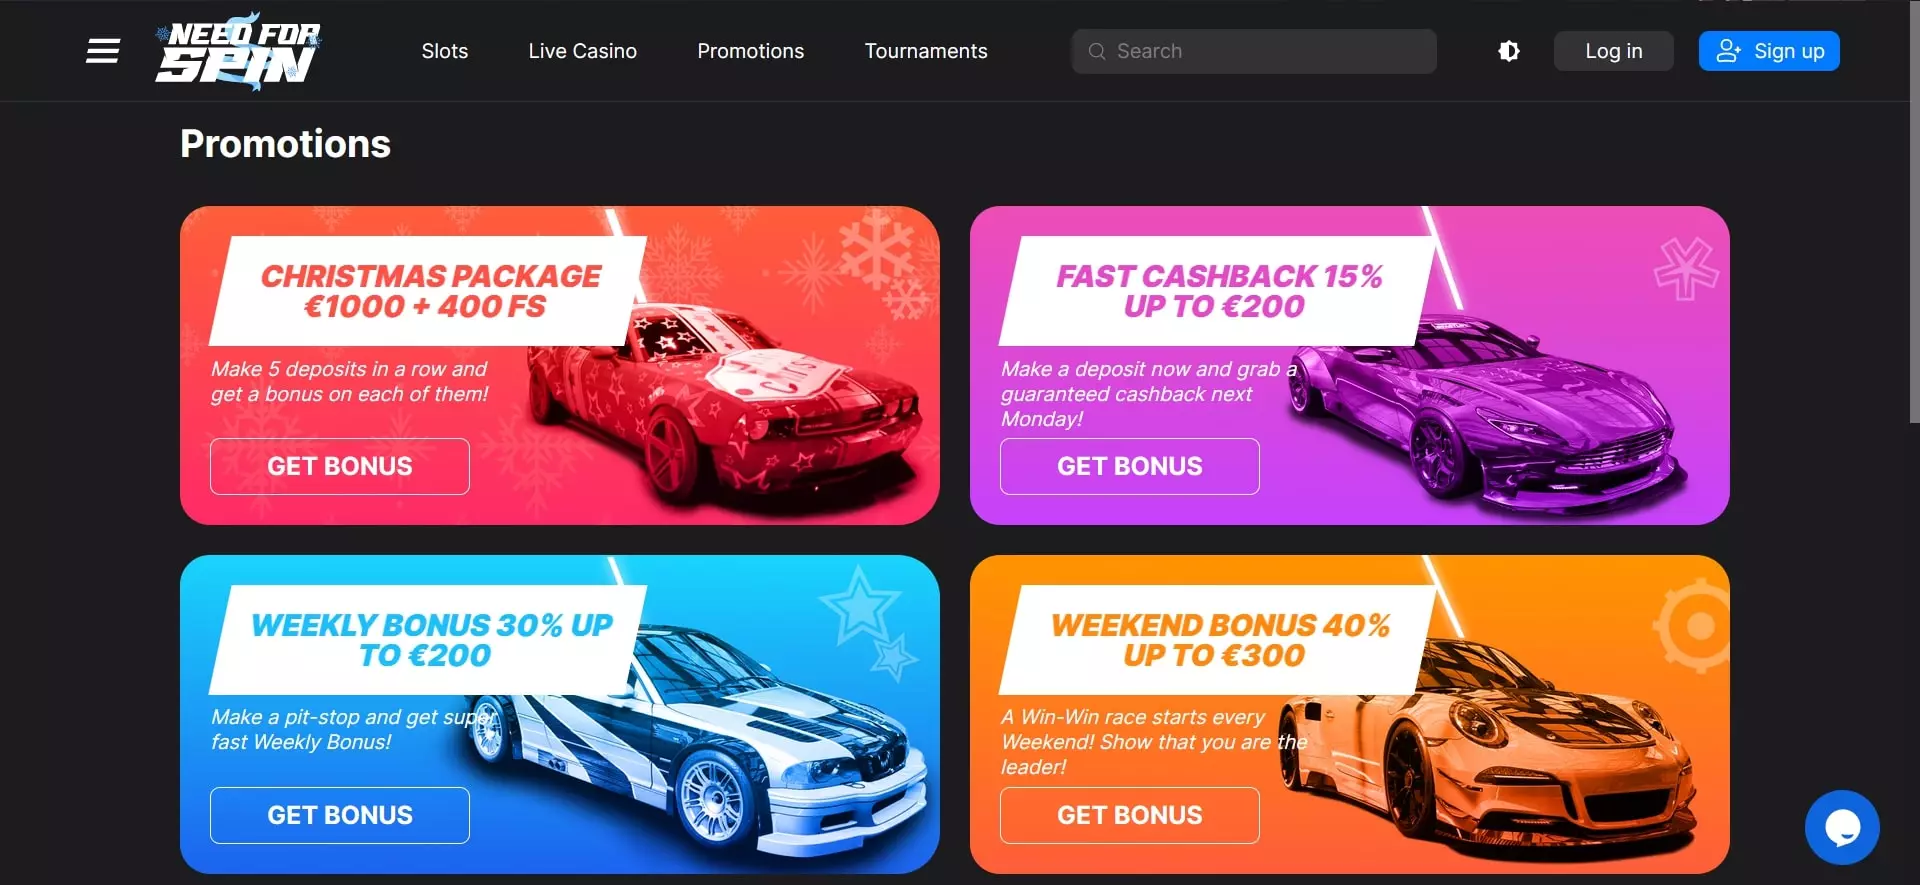 NEED FOR
SPIN
Slots
Live Casino
Promotions
Tournaments
Search
Log in
Sign up
Promotions
CHRISTMAS PACKAGE
€1000 + 400 FS
Make 5 deposits in a row and
get a bonus on each of them!
GET BONUS
FAST CASHBACK 15%
UP TO €200
Make a deposit now and grab a
guaranteed cashback next
Monday!
GET BONUS
WEEKLY BONUS 30% UP
TO €200
Make a pit-stop and get super
fast Weekly Bonus!
GET BONUS
WEEKEND BONUS 40%
UP TO €300
A Win-Win race starts every
Weekend! Show that you are the
leader!
GET BONUS